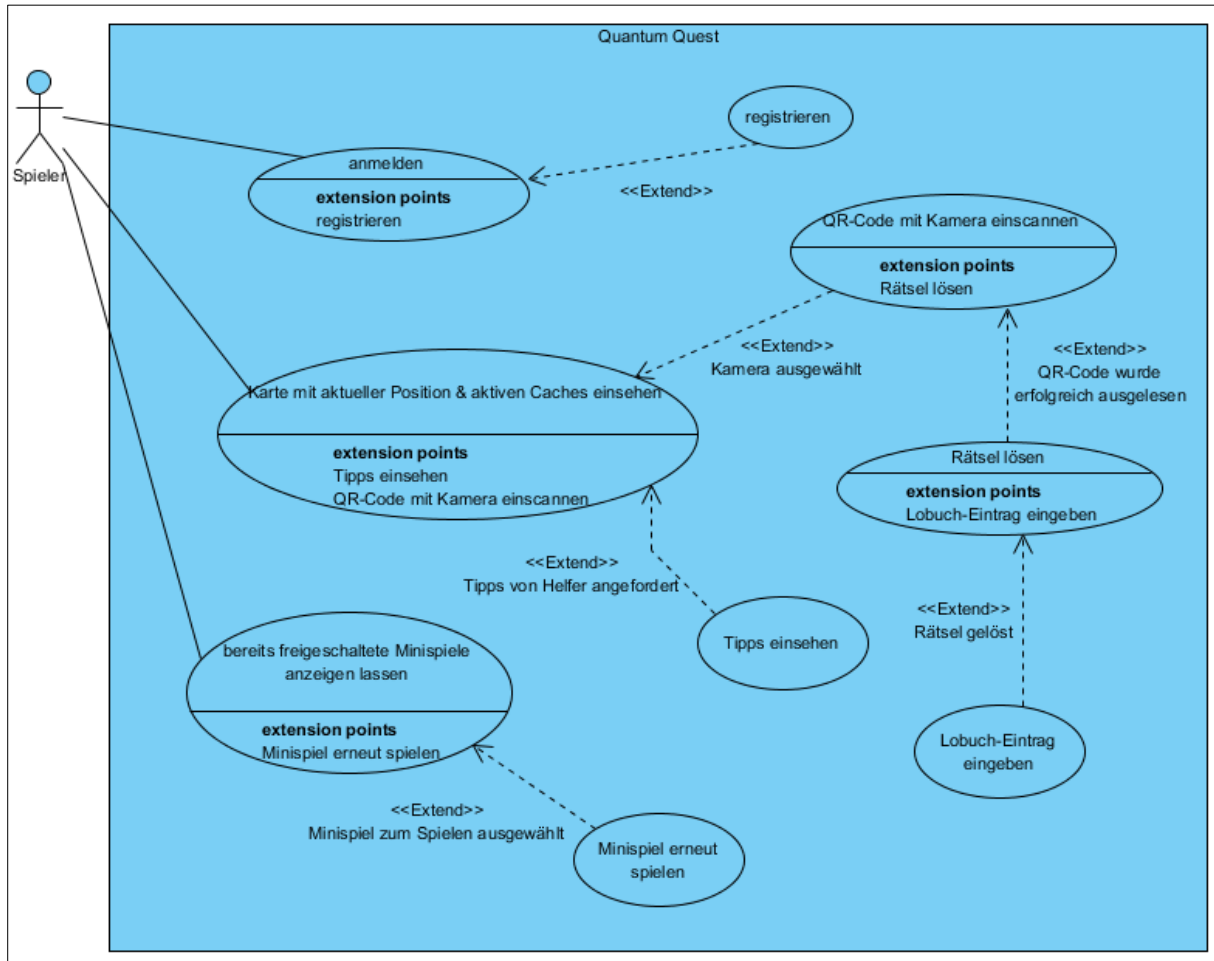 Quantum Quest
Spieler
registrieren
anmelden
extension points
registrieren
<<Extend>>
QR-Code mit Kamera einscannen
extension points
Rätsel lösen
<<Extend>>
Kamera ausgewählt
<<Extend>>
QR-Code wurde
erfolgreich ausgelesen
Karte mit aktueller Position & aktiven Caches einsehen
extension points
Tipps einsehen
QR-Code mit Kamera einscannen
Rätsel lösen
extension points
Lobuch-Eintrag eingeben
<<Extend>>
Tipps von Helfer angefordert
<<Extend>>
Rätsel gelöst
Tipps einsehen
bereits freigeschaltete Minispiele
anzeigen lassen
extension points
Minispiel erneut spielen
Lobuch-Eintrag
eingeben
<<Extend>>
Minispiel zum Spielen ausgewählt
Minispiel erneut
spielen